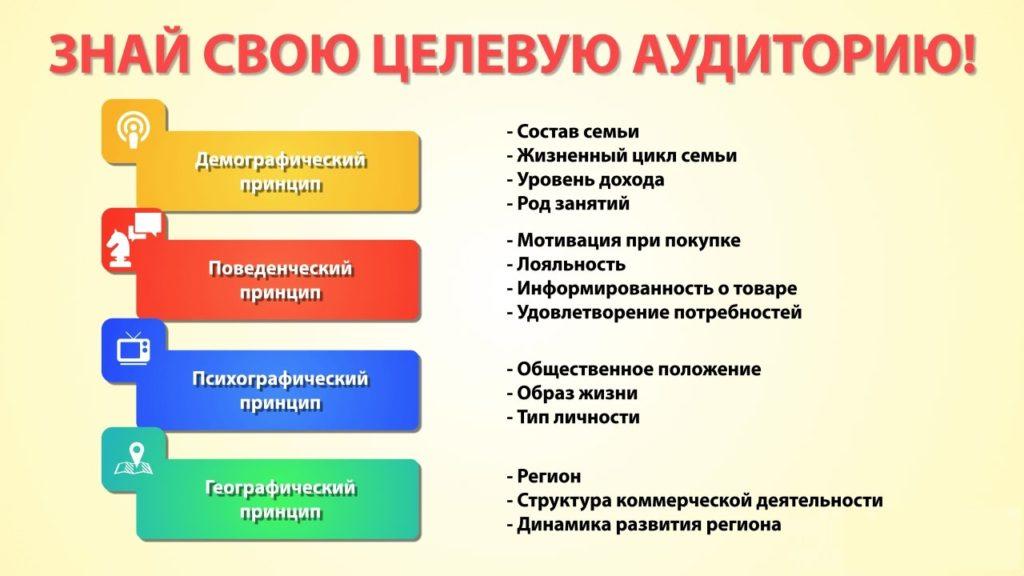 ЗНАЙ СВОЮ ЦЕЛЕВУЮ АУДИТОРИЮ!
Демографический
принцип
- Состав семьи
- Жизненный цикл семьи
- Уровень дохода
- Род занятий
Поведенческий
принцип
- Мотивация при покупке
- Лояльность
- Информированность о товаре
- Удовлетворение потребностей
Психографический
принцип
- Общественное положение
- Образ жизни
- Тип личности
Географический
принцип
- Регион
- Структура коммерческой деятельности
- Динамика развития региона